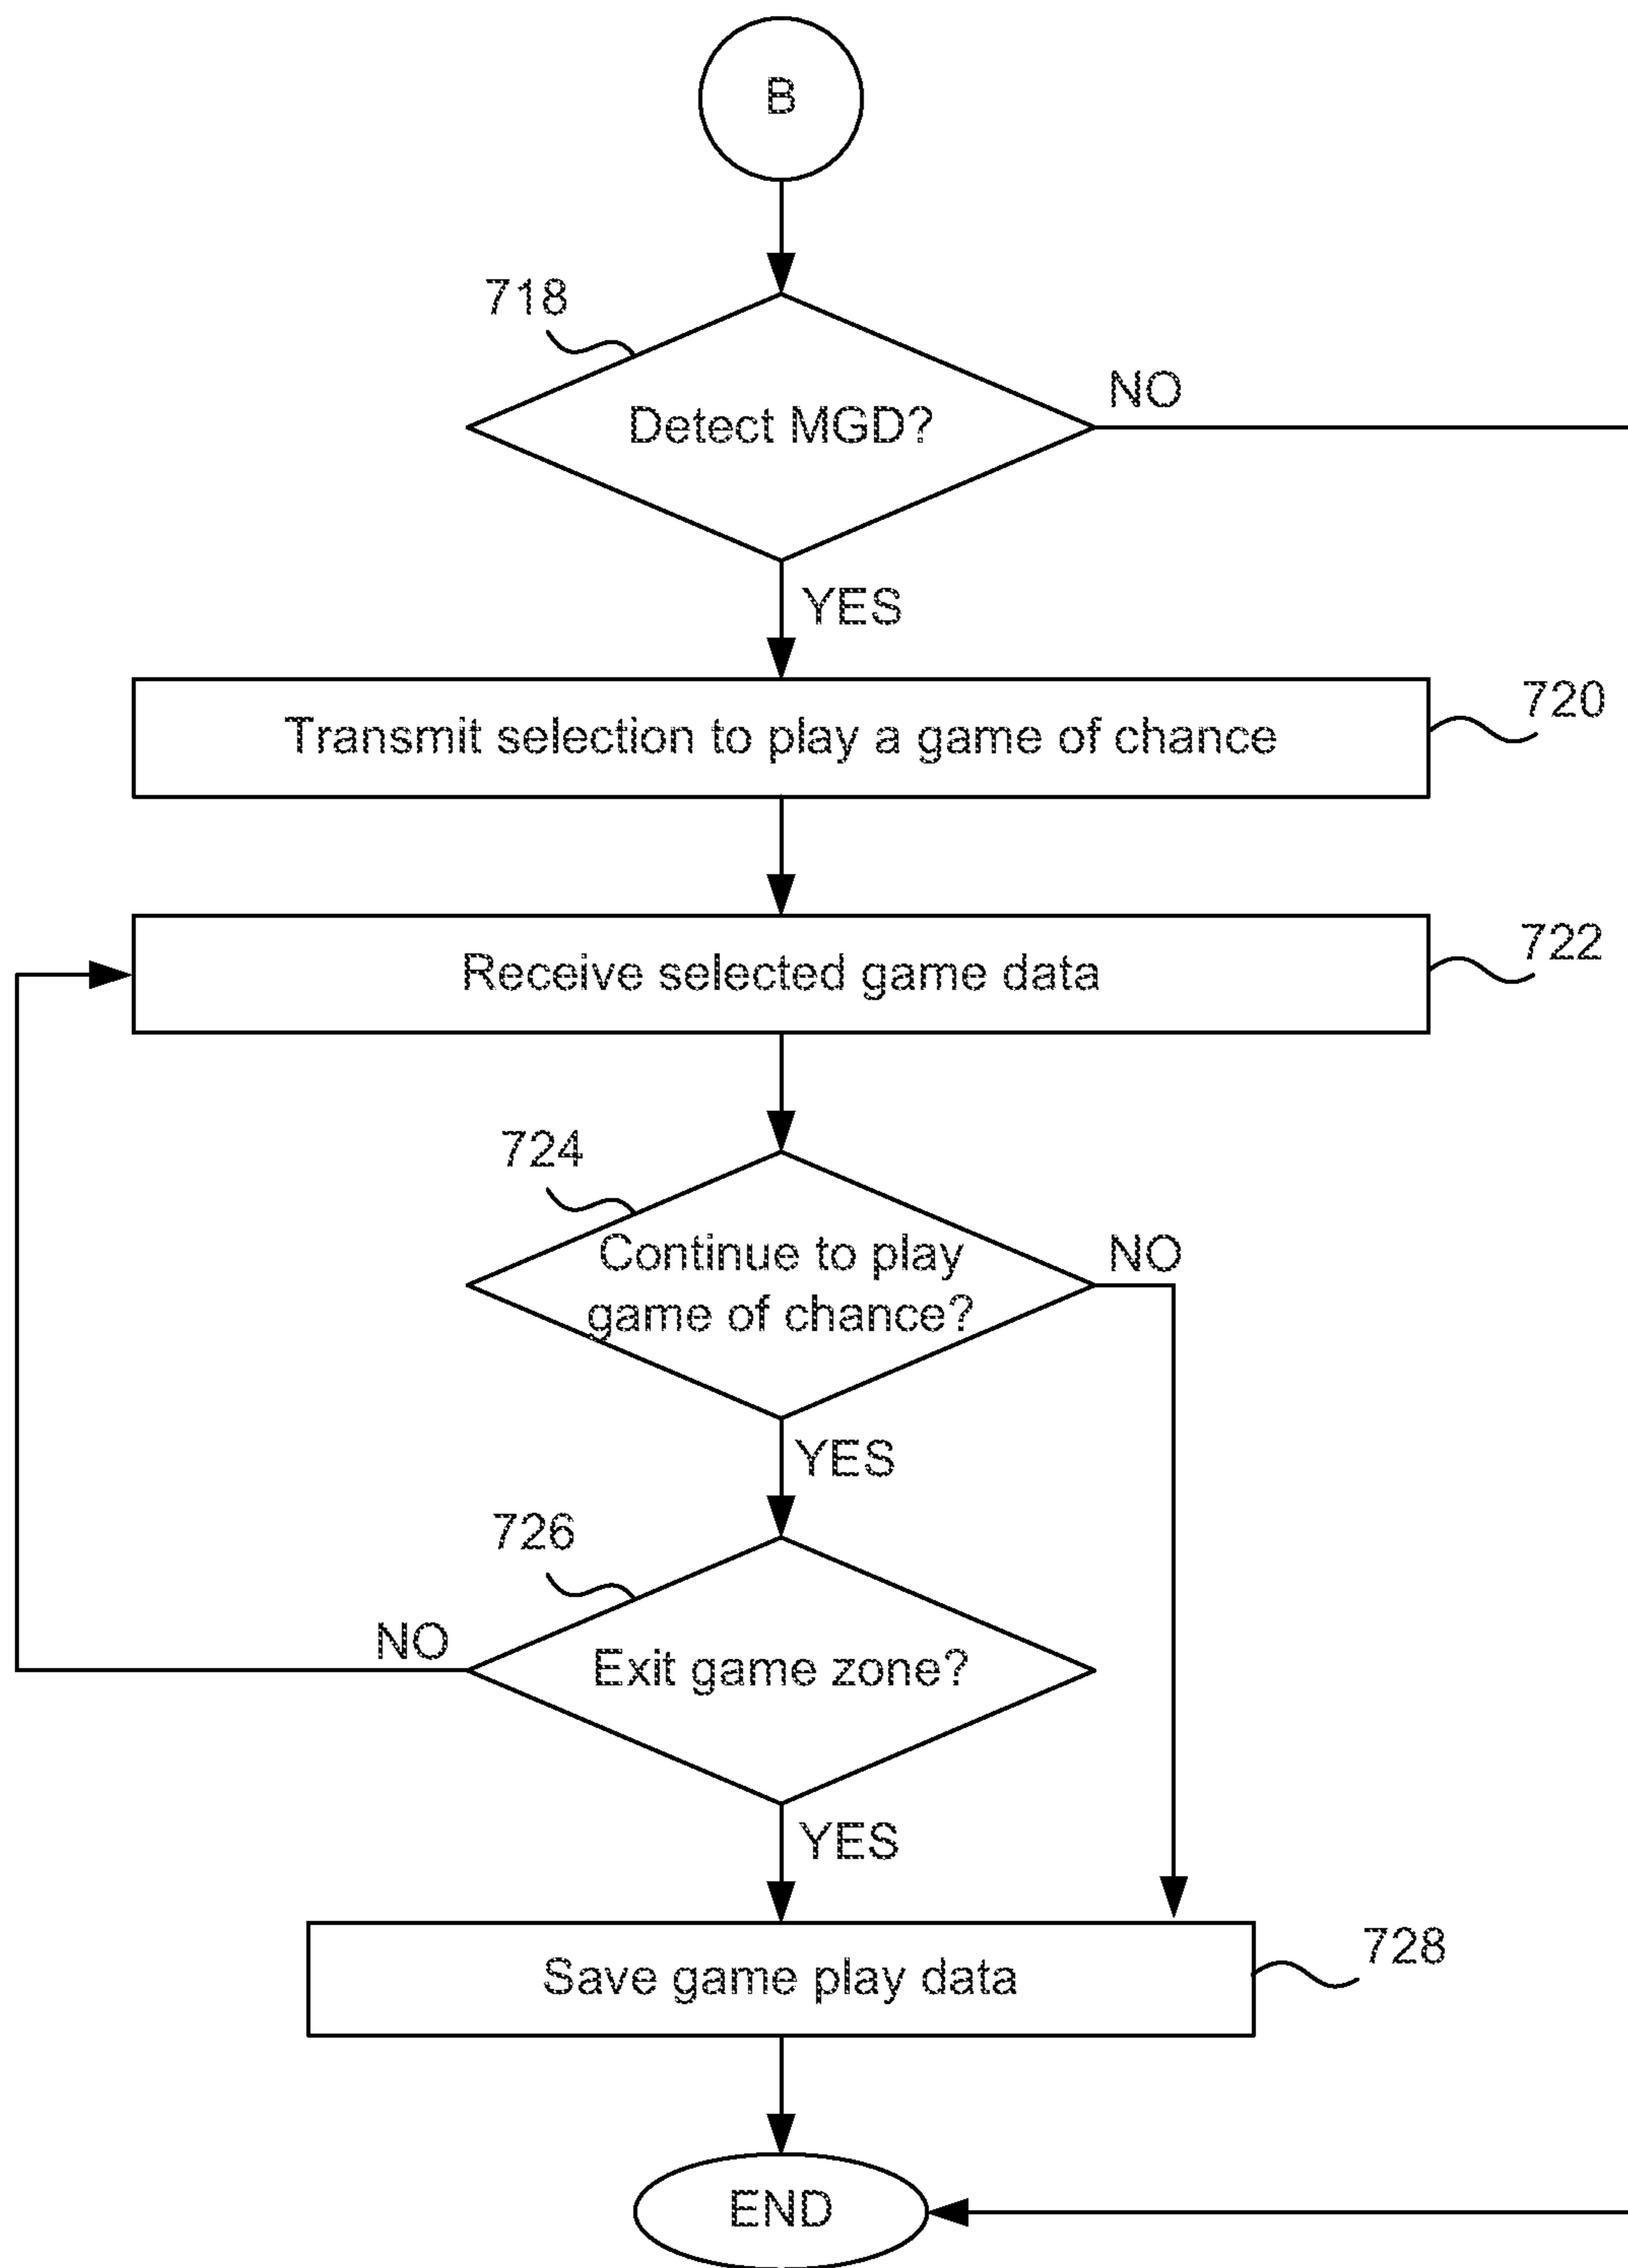 B
718
Detect MGD?
NO
YES
Transmit selection to play a game of chance
720
Receive selected game data
722
724
Continue to play
game of chance?
NO
YES
726
Exit game zone?
NO
YES
Save game play data
728
END